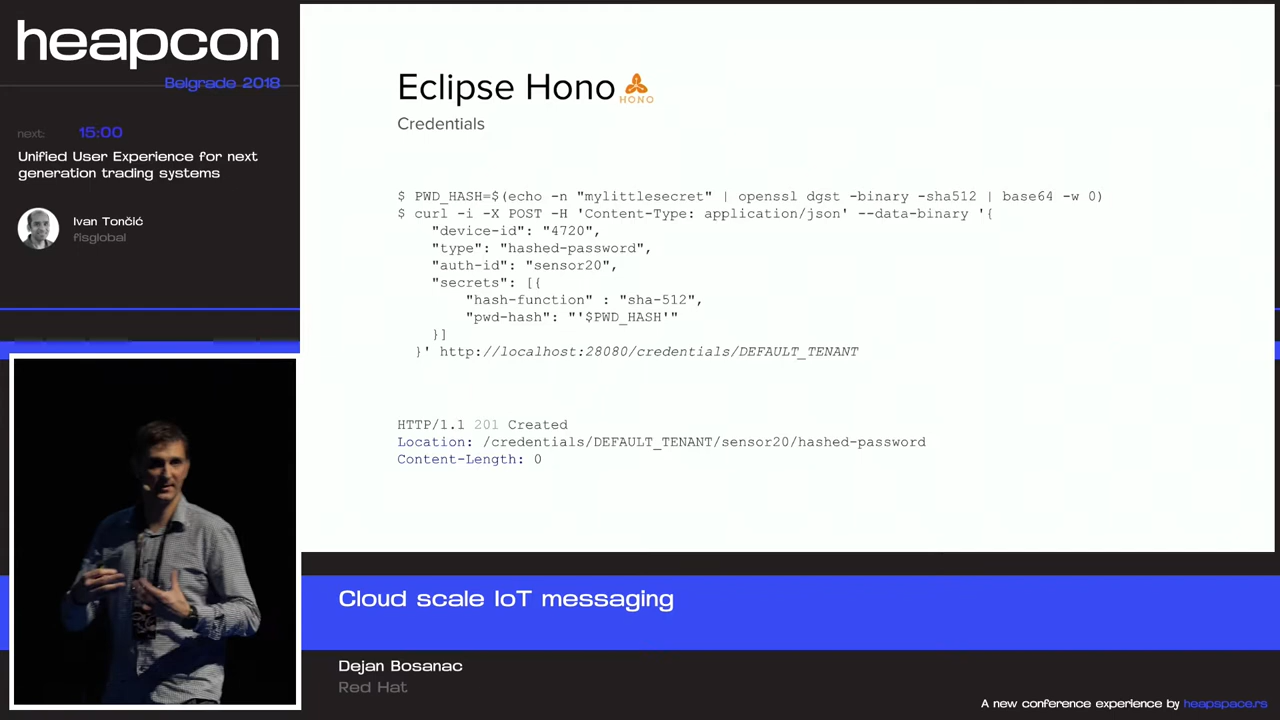 heapcon
Belgrade 2018
next: 15:00
Unified User Experience for next
generation trading systems
Ivan Tončić
fisglobal
Eclipse Hono
HONO
Credentials
$ PWD_HASH=$(echo -n "mylittlesecret" | openssl dgst -binary -sha512 | base64 -w 0)
$ curl -i -X POST -H 'Content-Type: application/json' --data-binary '{
"device-id": "4720",
"type": "hashed-password",
"auth-id": "sensor20",
"secrets": [{
"hash-function" : "sha-512",
"pwd-hash": "'$PWD_HASH'"
}]
}' http://localhost:28080/credentials/DEFAULT_TENANT
HTTP/1.1 201 Created
Location: /credentials/DEFAULT_TENANT/sensor20/hashed-password
Content-Length: 0
Cloud scale IoT messaging
Dejan Bosanac
Red Hat
A new conference experience by heapspace.rs